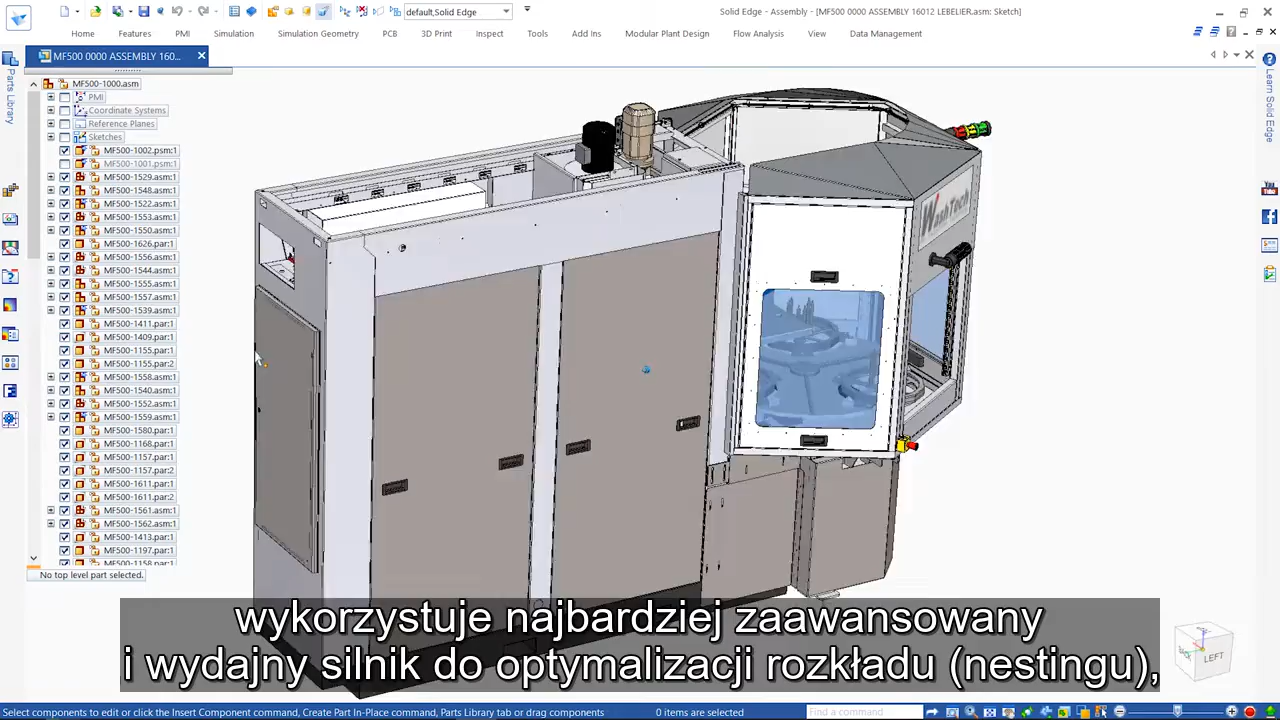 default,Solid Edge
Solid Edge - Assembly - [MF500 0000 ASSEMBLY 16012 LEBELIER.asm: Sketch]
Home Features PMI Simulation Simulation Geometry PCB 3D Print Inspect Tools Add Ins Modular Plant Design View Flow Analysis Data Management
MF500 0000 ASSEMBLY 160...
Parts Library
Learn Solid Edge
MF500-1000.asm
PMI
Coordinate Systems
Reference Planes
Sketches
MF500-1002.psm:1
MF500-1001.psm:1
MF500-1529.asm:1
MF500-1548.asm:1
MF500-1522.asm:1
MF500-1553.asm:1
MF500-1550.asm:1
MF500-1626.par:1
MF500-1556.asm:1
MF500-1544.asm:1
MF500-1555.asm:1
MF500-1557.asm:1
MF500-1539.asm:1
MF500-1411.par:1
MF500-1409.par:1
MF500-1155.par:1
MF500-1155.par:2
MF500-1558.asm:1
MF500-1540.asm:1
MF500-1552.asm:1
MF500-1559.asm:1
MF500-1580.par:1
MF500-1168.par:1
MF500-1157.par:1
MF500-1157.par:2
MF500-1611.par:1
MF500-1611.par:2
MF500-1561.asm:1
MF500-1562.asm:1
MF500-1413.par:1
MF500-1197.par:1
MF500-1158.par:1
No top level part selected.
WashTech
You Tube
LEFT
BACK
wykorzystuje najbardziej zaawansowany
i wydajny silnik do optymalizacji rozkładu (nestingu),
Select components to edit or click the Insert Component command, Create Part In-Place command, Parts Library tab or drag components
0 items are selected
Find a command